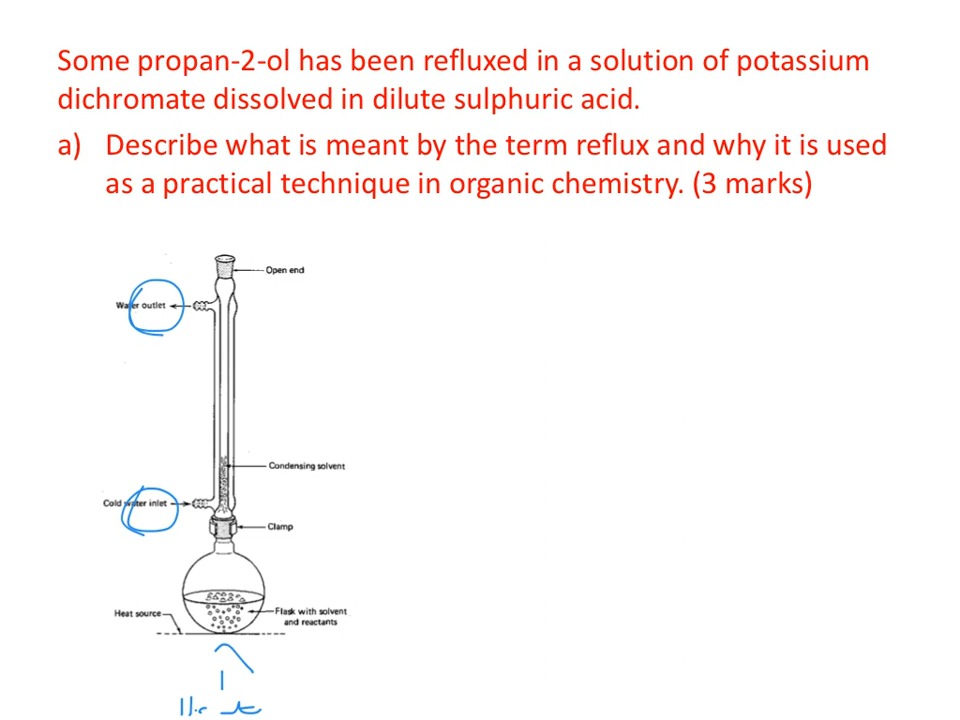 Some propan-2-ol has been refluxed in a solution of potassium
dichromate dissolved in dilute sulphuric acid.
a) Describe what is meant by the term reflux and why it is used
as a practical technique in organic chemistry. (3 marks)
Open end
Water outlet
Condensing solvent
Cold water inlet
Clamp
Heat source
Flask with solvent
and reactants